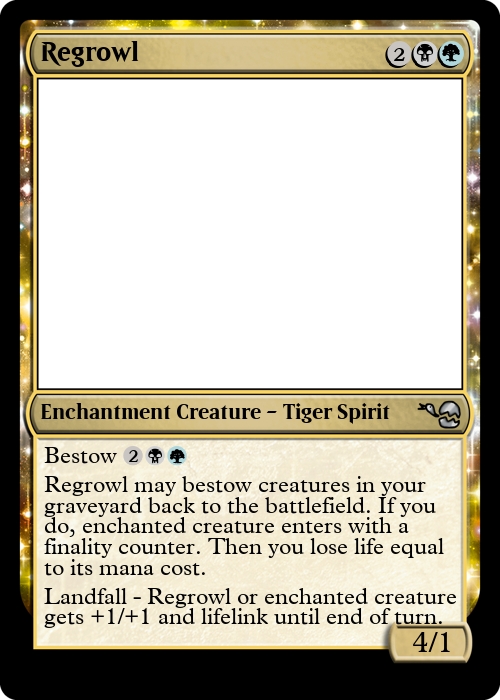 Regrowl
2
Enchantment Creature – Tiger Spirit
Bestow 2
Regrowl may bestow creatures in your
graveyard back to the battlefield. If you
do, enchanted creature enters with a
finality counter. Then you lose life equal
to its mana cost.
Landfall - Regrowl or enchanted creature
gets +1/+1 and lifelink until end of turn.
4/1